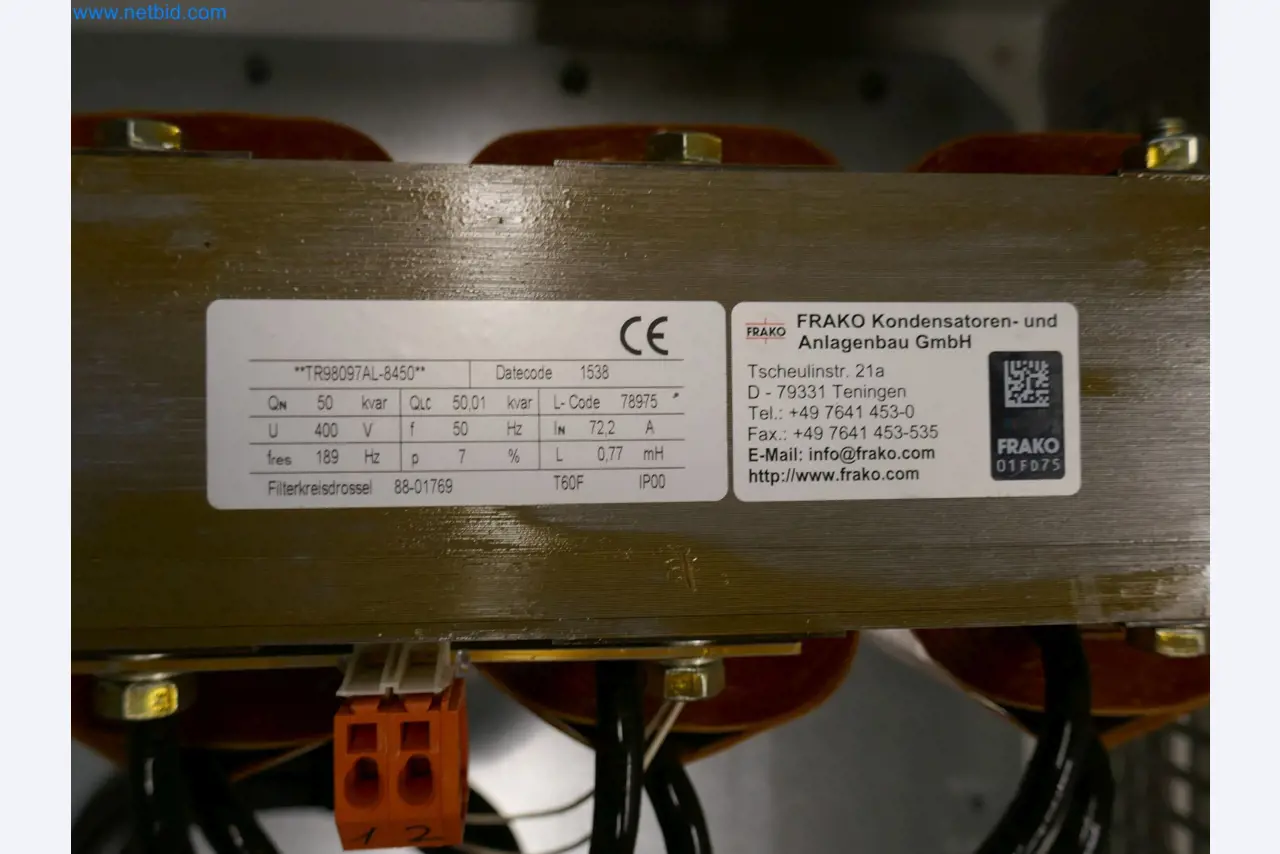 www.netbid.com
CE
**TR98097AL-8450** Datecode 1538
QN 50 kvar QLC 50,01 kvar L- Code 78975
U 400 V f 50 Hz IN 72,2 A
fres 189 Hz p 7 % L 0,77 mH
Filterkreisdrossel 88-01769 T60F IP00
FRAKO
FRAKO Kondensatoren- und
Anlagenbau GmbH
Tscheulinstr. 21a
D - 79331 Teningen
Tel.: +49 7641 453-0
Fax.: +49 7641 453-535
E-Mail: info@frako.com
http://www.frako.com
FRAKO
01FD75
1 2